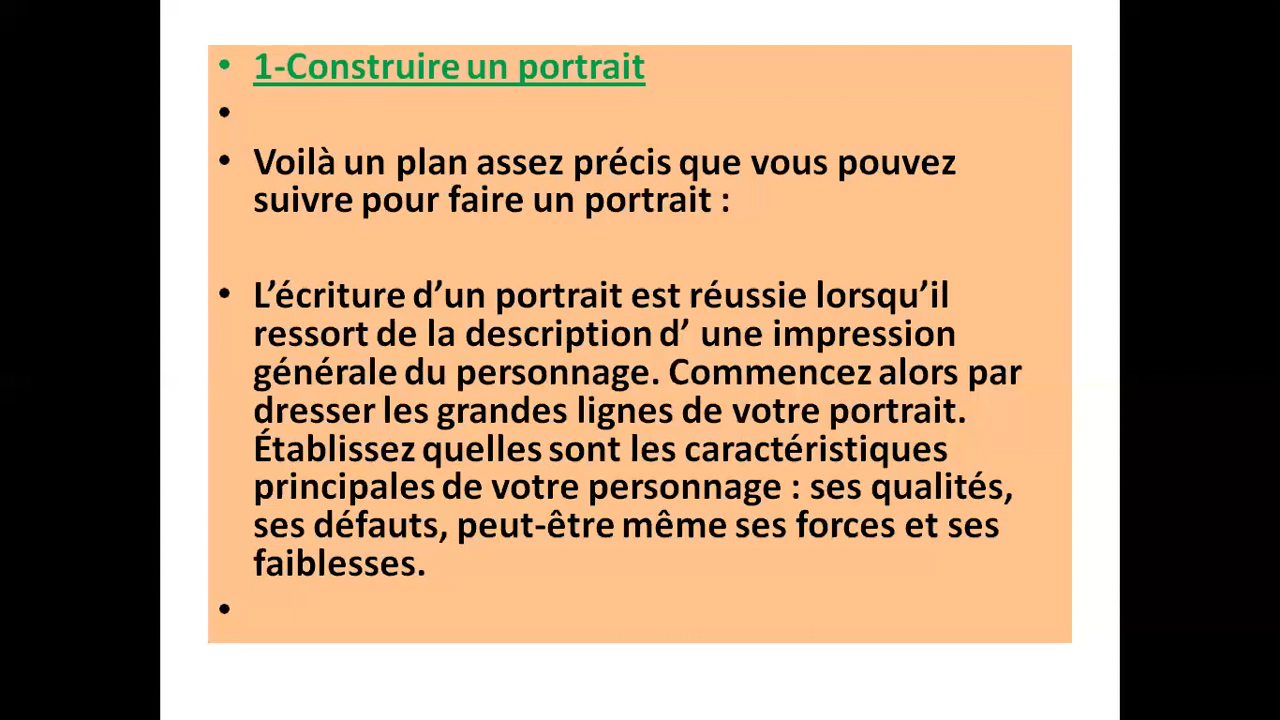 1-Construire un portrait
Voilà un plan assez précis que vous pouvez
suivre pour faire un portrait :
L’écriture d’un portrait est réussie lorsqu’il
ressort de la description d’ une impression
générale du personnage. Commencez alors par
dresser les grandes lignes de votre portrait.
Établissez quelles sont les caractéristiques
principales de votre personnage : ses qualités,
ses défauts, peut-être même ses forces et ses
faiblesses.